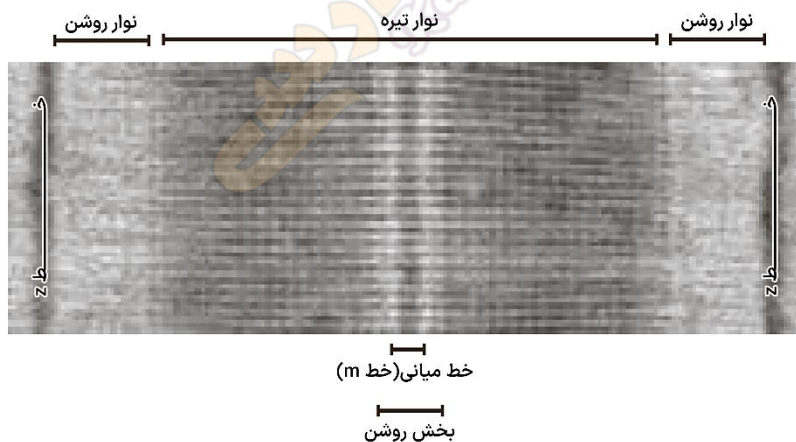 نوار روشن
نوار تیره
نوار روشن
خط z
خط z
خط میانی(خط m)
بخش روشن